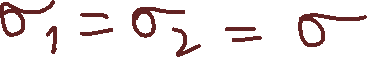 σ₁ = σ₂ = σ